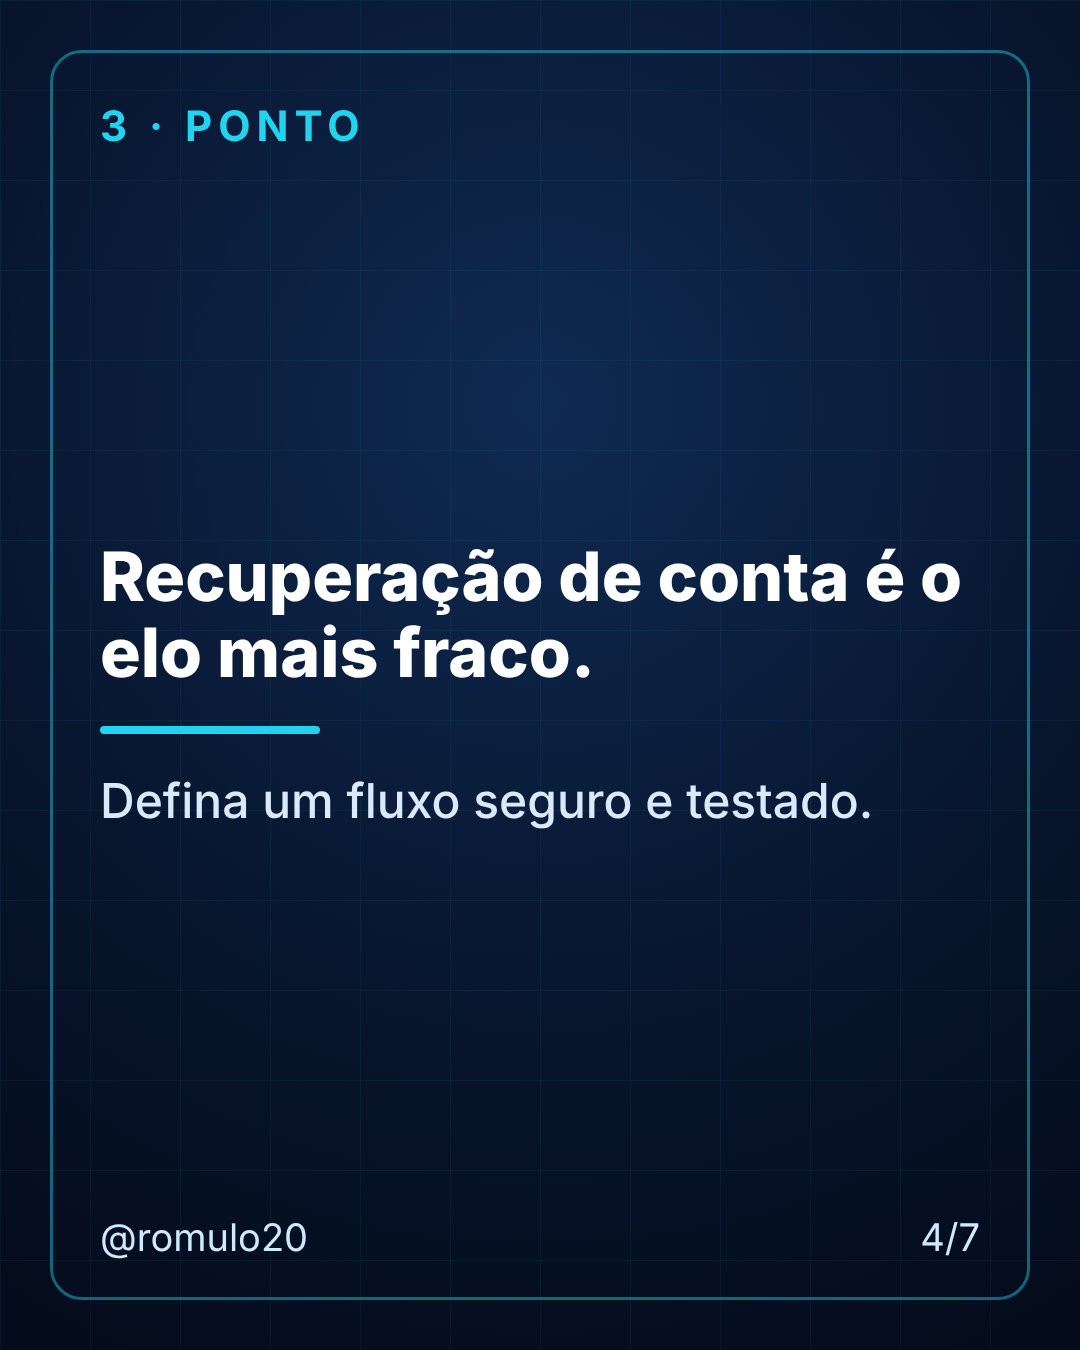 3 · PONTO
Recuperação de conta é o
elo mais fraco.
Defina um fluxo seguro e testado.
@romulo20
4/7